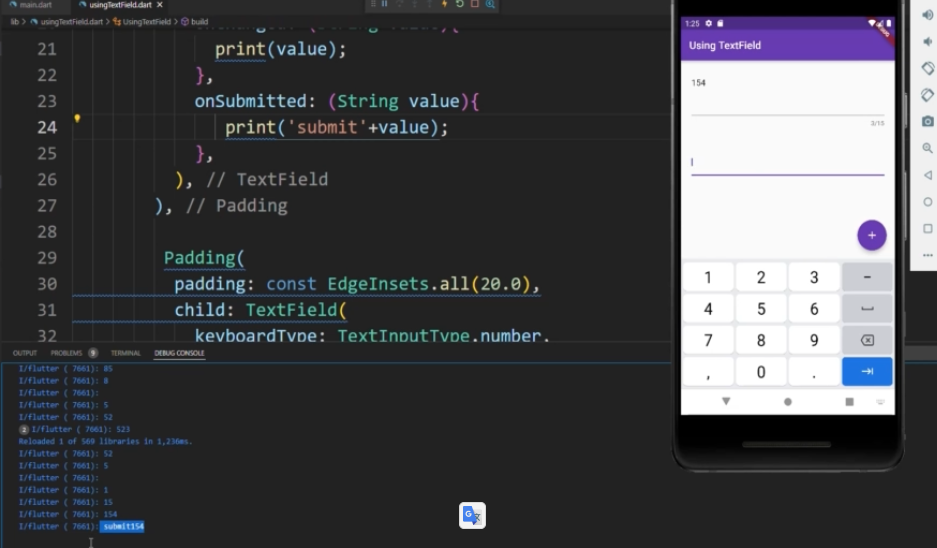 main.dart
usingTextField.dart
lib > usingTextField.dart > UsingTextField > build
21 print(value);
22 },
23 onSubmitted: (String value){
24 print('submit'+value);
25 },
26 ), // TextField
27 ), // Padding
28
29 Padding(
30 padding: const EdgeInsets.all(20.0),
31 child: TextField(
32 keyboardType: TextInputType.number,
OUTPUT PROBLEMS 9 TERMINAL DEBUG CONSOLE
I/flutter ( 7661): 85
I/flutter ( 7661): 8
I/flutter ( 7661):
I/flutter ( 7661): 5
I/flutter ( 7661): 52
2 I/flutter ( 7661): 523
Reloaded 1 of 569 libraries in 1,236ms.
I/flutter ( 7661): 52
I/flutter ( 7661): 5
I/flutter ( 7661):
I/flutter ( 7661): 1
I/flutter ( 7661): 15
I/flutter ( 7661): 154
I/flutter ( 7661): submit154
1:25
Using TextField
154
3/15
+
1 2 3 -
4 5 6
7 8 9
, 0 .